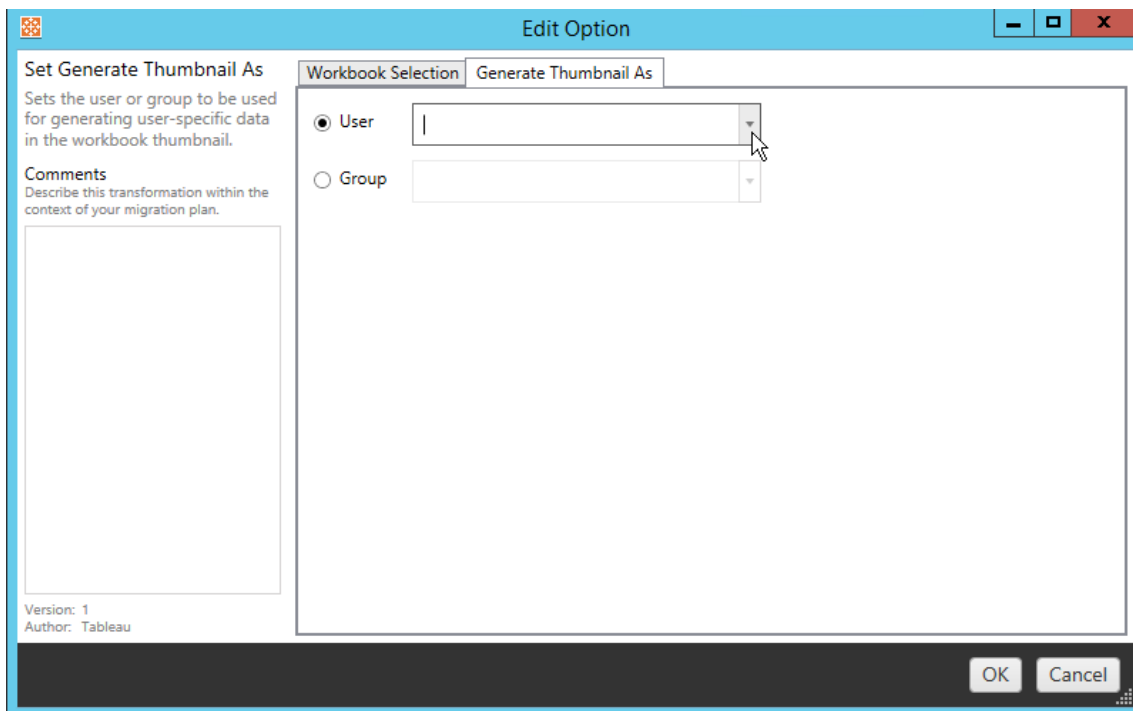 Edit Option
Set Generate Thumbnail As
Sets the user or group to be used
for generating user-specific data
in the workbook thumbnail.
Comments
Describe this transformation within the
context of your migration plan.
Version: 1
Author: Tableau
Workbook Selection
Generate Thumbnail As
User
Group
OK
Cancel